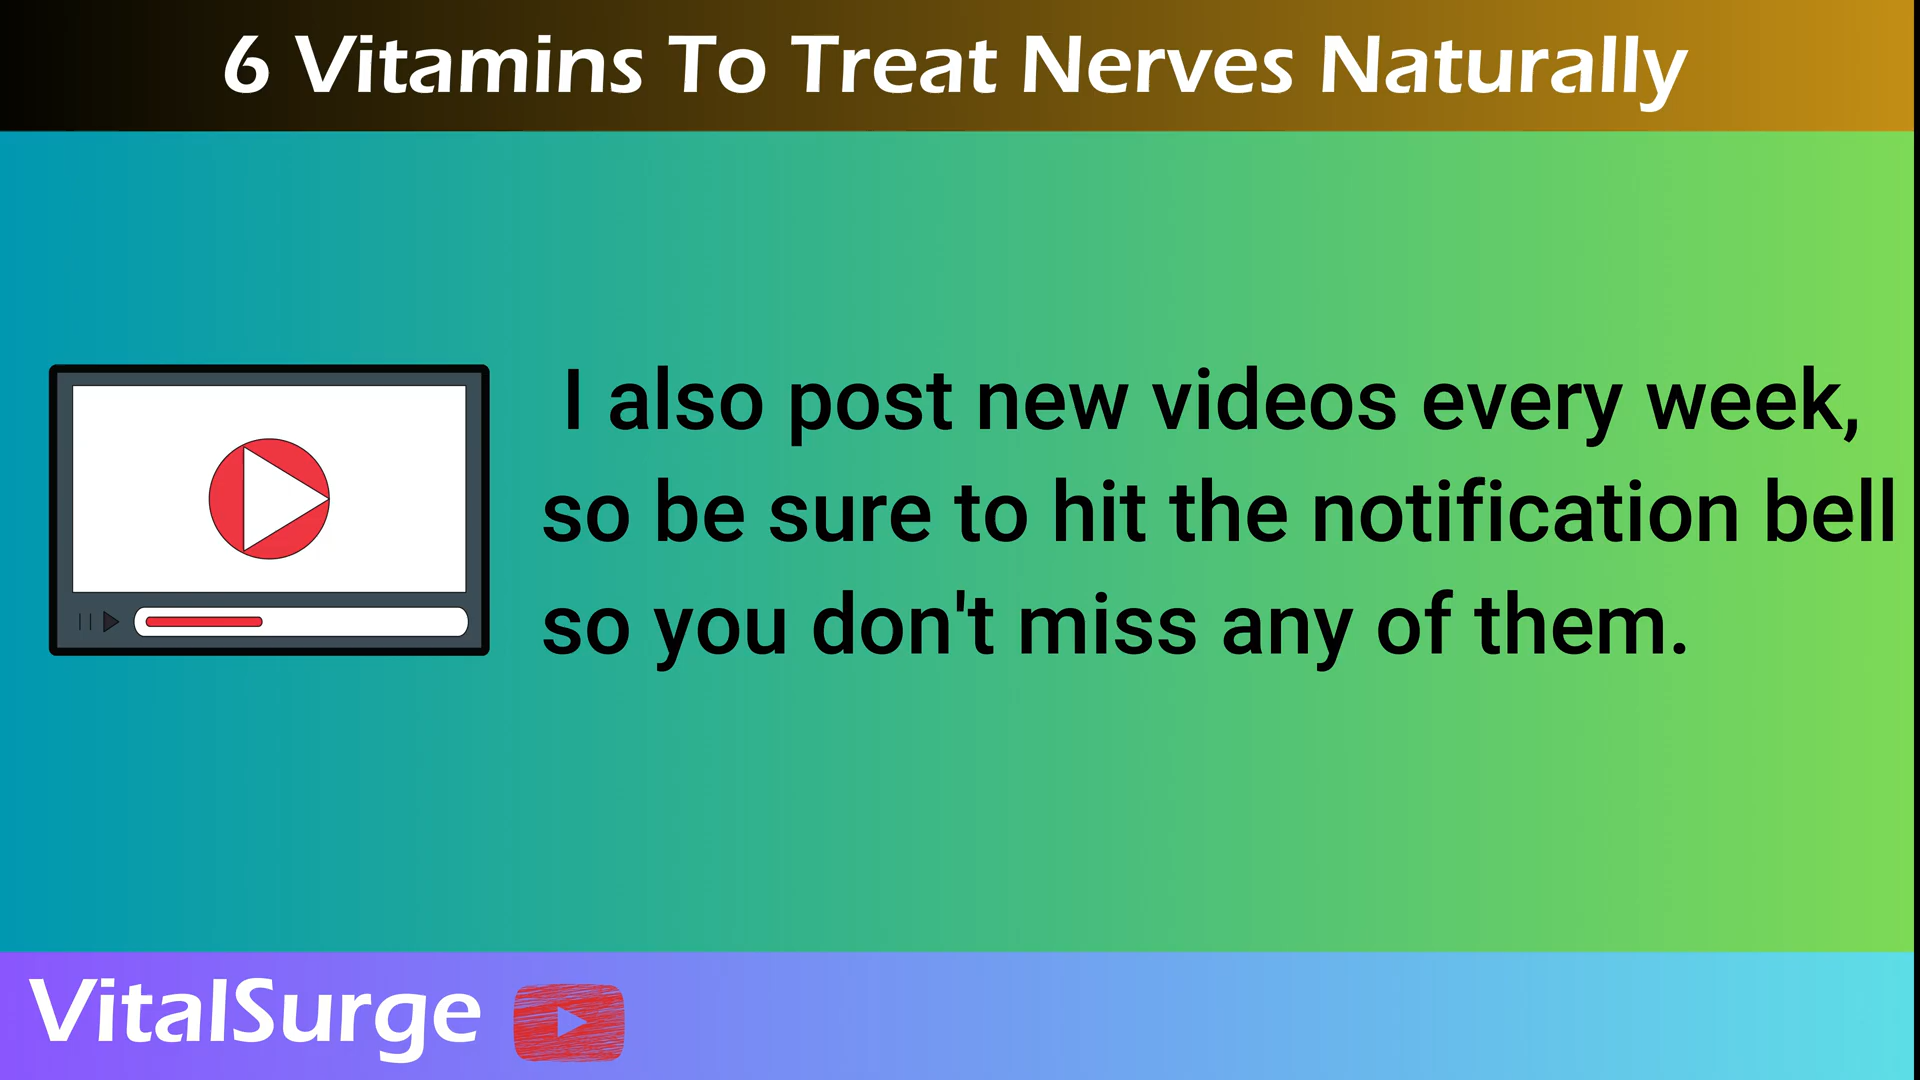 6 Vitamins To Treat Nerves Naturally
I also post new videos every week,
so be sure to hit the notification bell
so you don't miss any of them.
VitalSurge